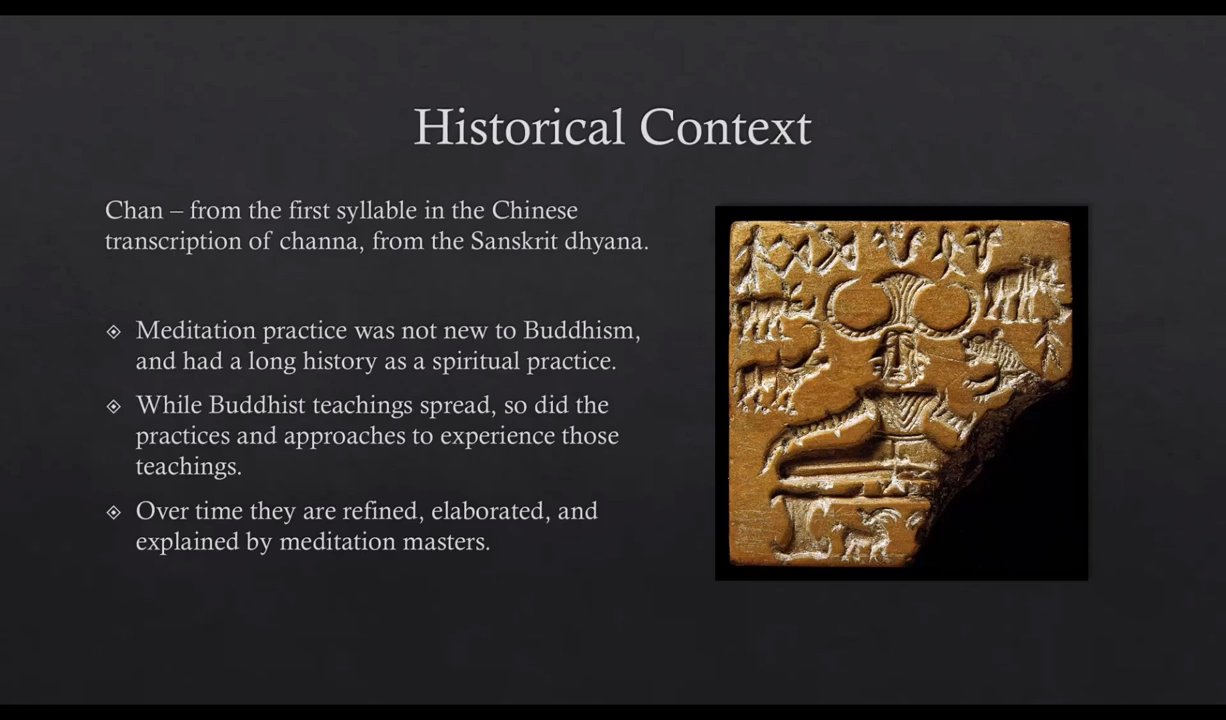 Historical Context
Chan – from the first syllable in the Chinese
transcription of channa, from the Sanskrit dhyana.
Meditation practice was not new to Buddhism,
and had a long history as a spiritual practice.
While Buddhist teachings spread, so did the
practices and approaches to experience those
teachings.
Over time they are refined, elaborated, and
explained by meditation masters.